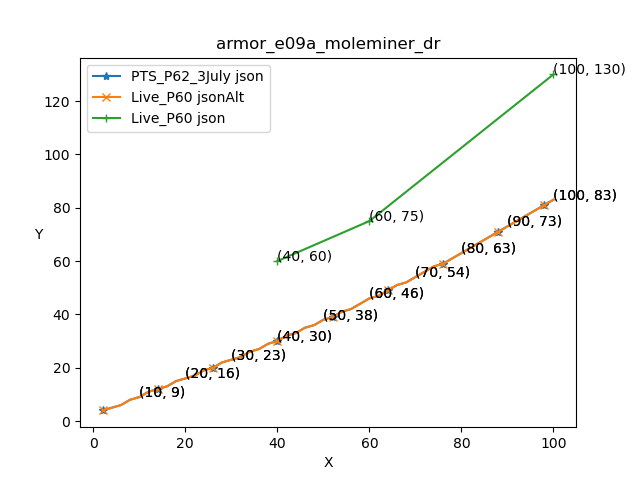 armor_e09a_moleminer_dr
PTS_P62_3July json
Live_P60 jsonAlt
Live_P60 json
(100, 130)
(60, 75)
(40, 60)
(100, 83)
(90, 73)
(80, 63)
(70, 54)
(60, 46)
(50, 38)
(40, 30)
(30, 23)
(20, 16)
(10, 9)
Y
120
100
80
60
40
20
0
0 20 40 60 80 100
X